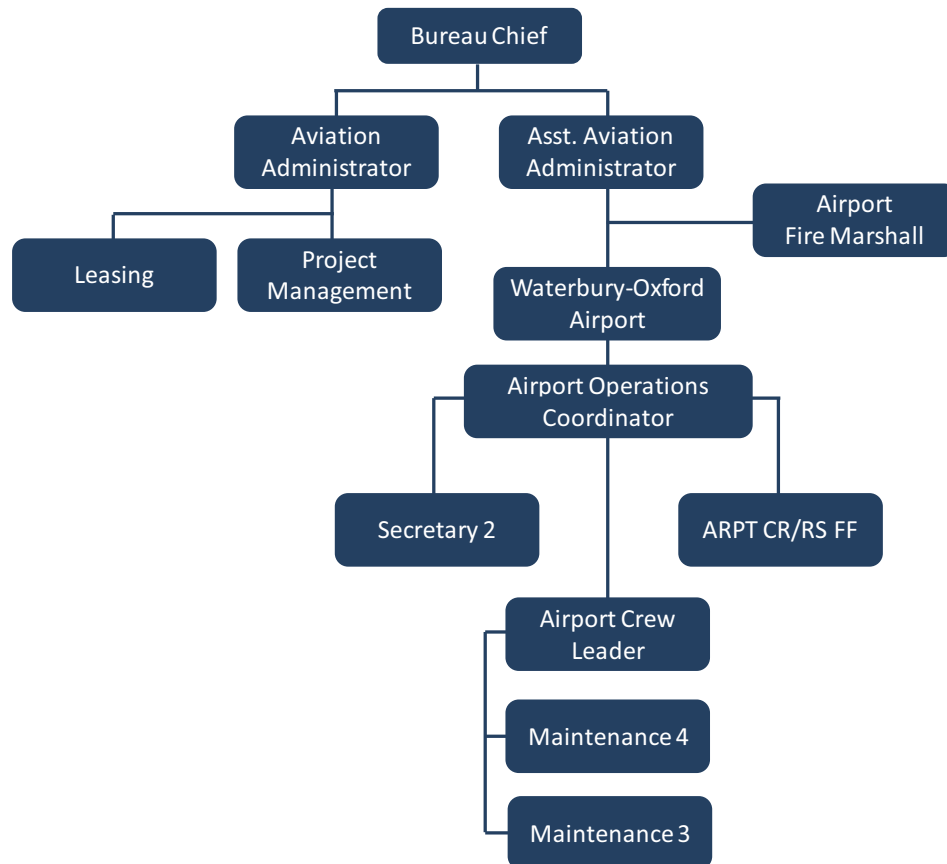 Bureau Chief
Aviation
Administrator
Asst. Aviation
Administrator
Airport
Fire Marshall
Leasing
Project
Management
Waterbury-Oxford
Airport
Airport Operations
Coordinator
Secretary 2
ARPT CR/RS FF
Airport Crew
Leader
Maintenance 4
Maintenance 3